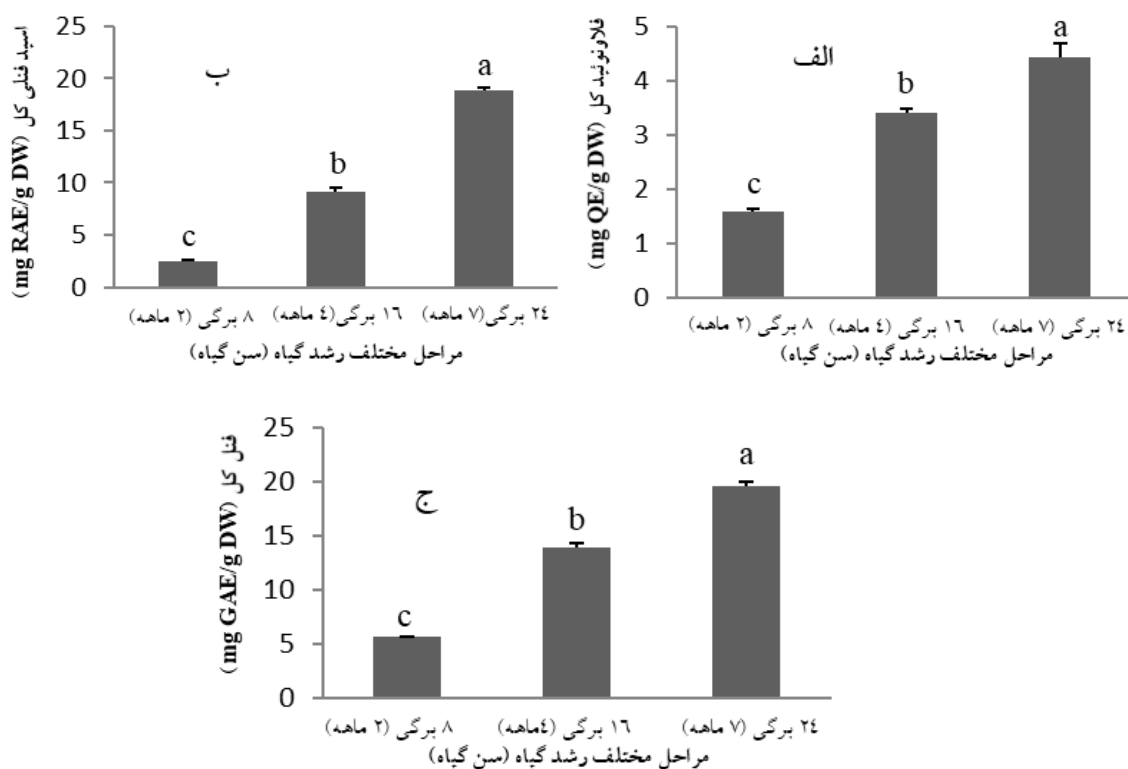 الف
فلاونوئید کل (mg QE/g DW)
5
4
3
2
1
0
c
b
a
۸ برگی (۲ ماهه)
۱۶ برگی (٤ ماهه)
۲٤ برگی (۷ ماهه)
مراحل مختلف رشد گیاه (سن گیاه)
ب
اسید فنلی کل (mg RAE/g DW)
25
20
15
10
5
0
c
b
a
۸ برگی (۲ ماهه)
۱۶ برگی(٤ ماهه)
۲٤ برگی(۷ ماهه)
مراحل مختلف رشد گیاه (سن گیاه)
ج
فنل کل (mg GAE/g DW)
25
20
15
10
5
0
c
b
a
۸ برگی (۲ ماهه)
۱۶ برگی (٤ماهه)
۲٤ برگی (۷ ماهه)
مراحل مختلف رشد گیاه (سن گیاه)